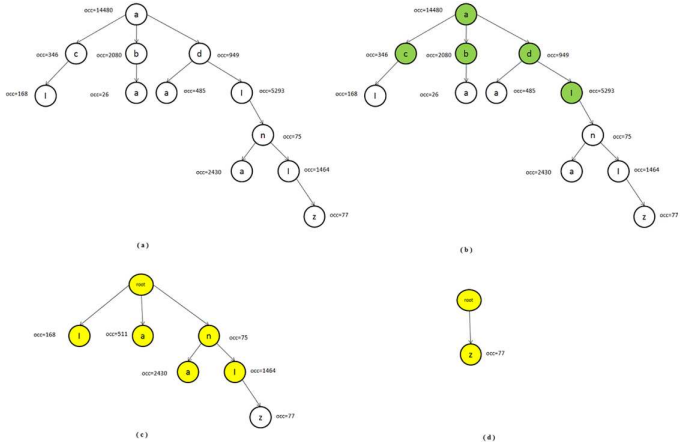 occ=14480 a
occ=346 c occ=2080 b d occ=949
occ=168 I occ=26 a a occ=485 I occ=5293
n occ=75
occ=2430 a I occ=1464
z occ=77
( a )
occ=14480 a
occ=346 c occ=2080 b d occ=949
occ=168 I occ=26 a a occ=485 I occ=5293
n occ=75
occ=2430 a I occ=1464
z occ=77
( b )
root
occ=168 I occ=511 a n occ=75
occ=2430 a I occ=1464
z occ=77
( c )
root
z occ=77
( d )